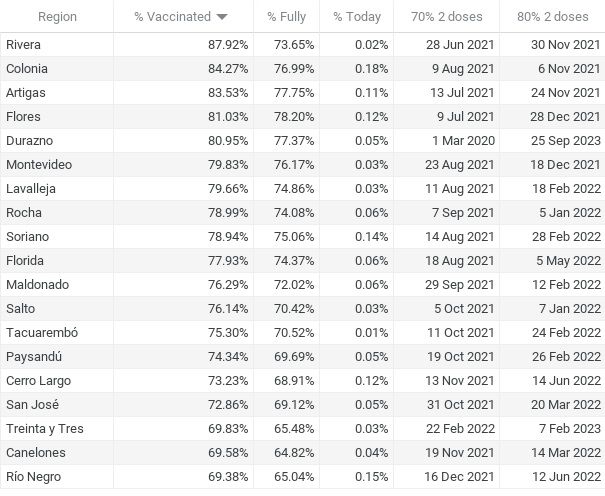 Region % Vaccinated % Fully % Today 70% 2 doses 80% 2 doses
Rivera 87.92% 73.65% 0.02% 28 Jun 2021 30 Nov 2021
Colonia 84.27% 76.99% 0.18% 9 Aug 2021 6 Nov 2021
Artigas 83.53% 77.75% 0.11% 13 Jul 2021 24 Nov 2021
Flores 81.03% 78.20% 0.12% 9 Jul 2021 28 Dec 2021
Durazno 80.95% 77.37% 0.05% 1 Mar 2020 25 Sep 2023
Montevideo 79.83% 76.17% 0.03% 23 Aug 2021 18 Dec 2021
Lavalleja 79.66% 74.86% 0.03% 11 Aug 2021 18 Feb 2022
Rocha 78.99% 74.08% 0.06% 7 Sep 2021 5 Jan 2022
Soriano 78.94% 75.06% 0.14% 14 Aug 2021 28 Feb 2022
Florida 77.93% 74.37% 0.06% 18 Aug 2021 5 May 2022
Maldonado 76.29% 72.02% 0.06% 29 Sep 2021 12 Feb 2022
Salto 76.14% 70.42% 0.03% 5 Oct 2021 7 Jan 2022
Tacuarembó 75.30% 70.52% 0.01% 11 Oct 2021 24 Feb 2022
Paysandú 74.34% 69.69% 0.05% 19 Oct 2021 26 Feb 2022
Cerro Largo 73.23% 68.91% 0.12% 13 Nov 2021 14 Jun 2022
San José 72.86% 69.12% 0.05% 31 Oct 2021 20 Mar 2022
Treinta y Tres 69.83% 65.48% 0.03% 22 Feb 2022 7 Feb 2023
Canelones 69.58% 64.82% 0.04% 19 Nov 2021 14 Mar 2022
Río Negro 69.38% 65.04% 0.15% 16 Dec 2021 12 Jun 2022